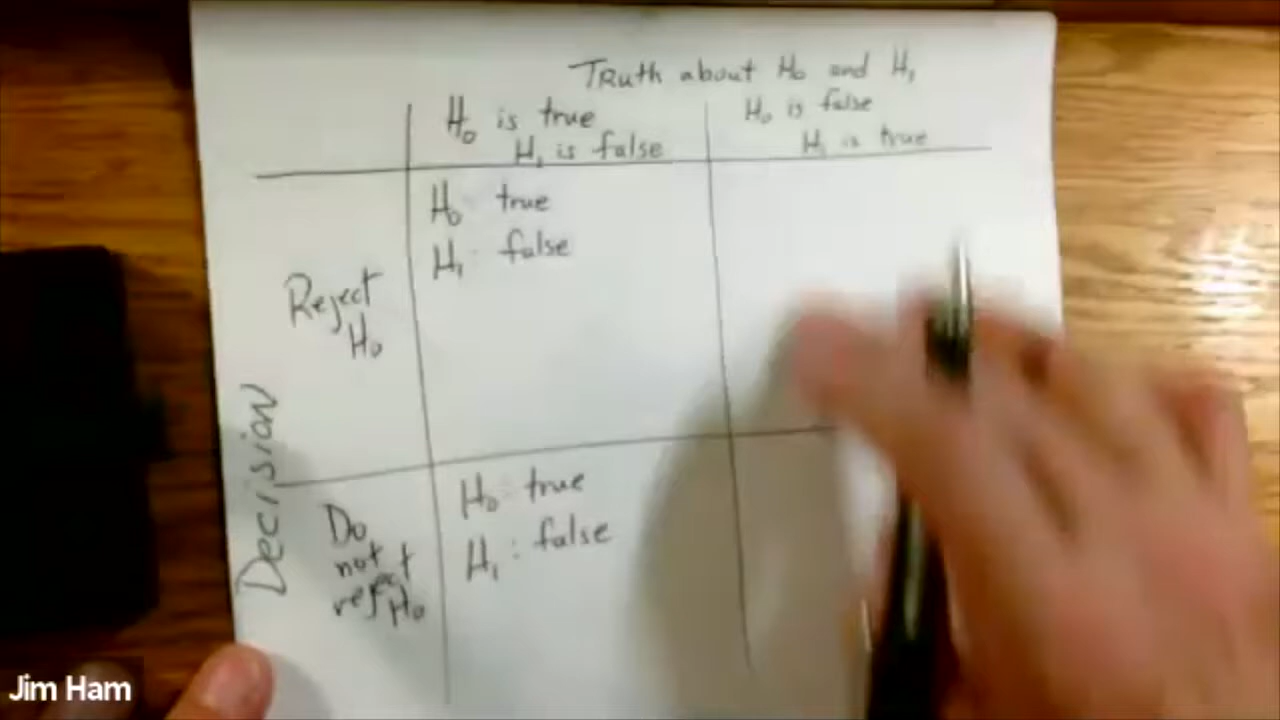 Truth about H₀ and H₁
H₀ is true
H₁ is false
H₀ is false
H₁ is true
H₀ true
H₁ false
Reject
H₀
Decision
Do
not
reject
H₀
H₀: true
H₁: false
Jim Ham